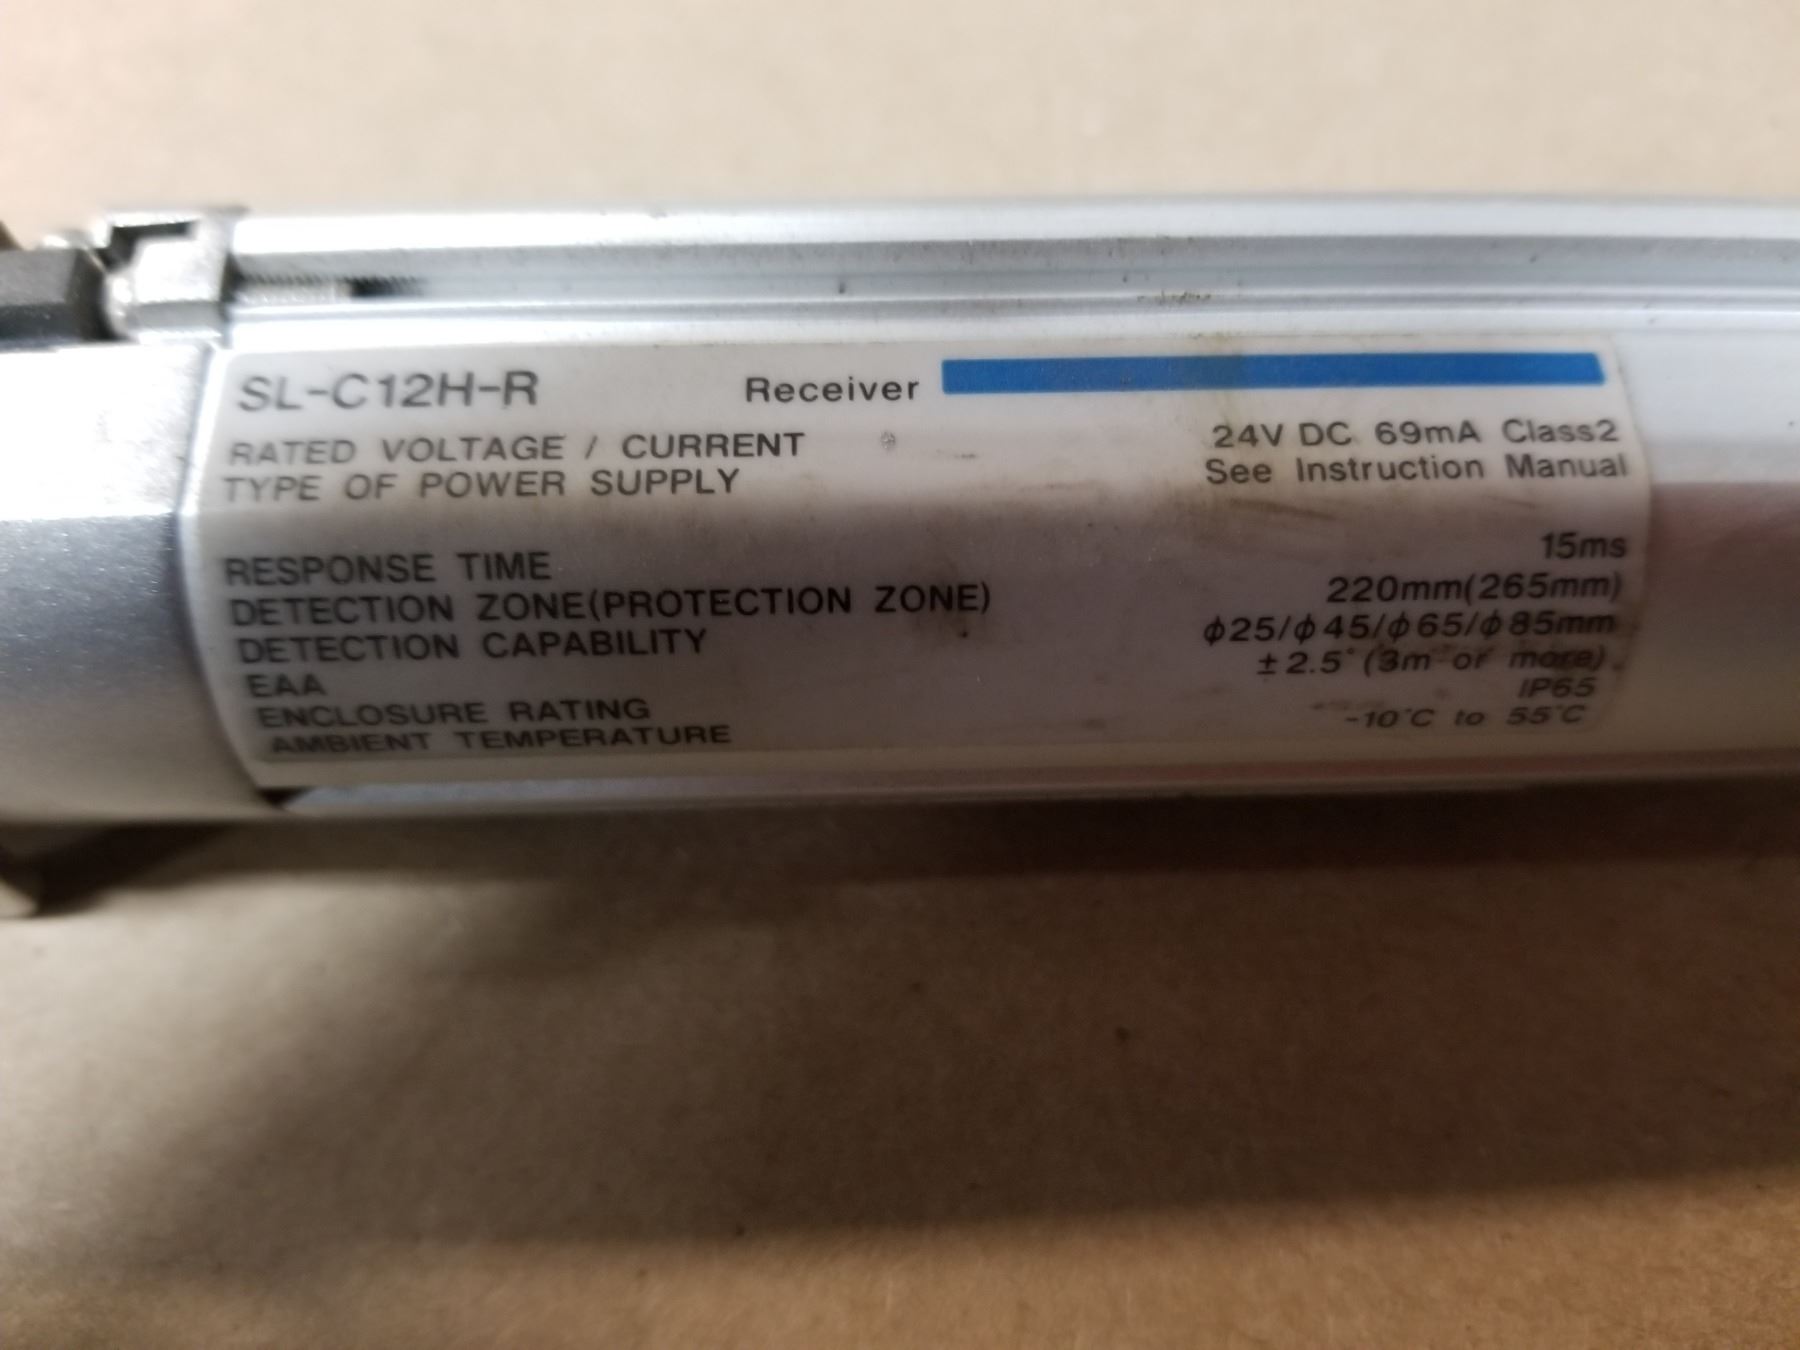 SL-C12H-R Receiver
RATED VOLTAGE / CURRENT 24V DC 69mA Class2
TYPE OF POWER SUPPLY See Instruction Manual
RESPONSE TIME 15ms
DETECTION ZONE(PROTECTION ZONE) 220mm(265mm)
DETECTION CAPABILITY ϕ25/ϕ45/ϕ65/ϕ85mm
EAA ±2.5° (3m or more)
ENCLOSURE RATING IP65
AMBIENT TEMPERATURE -10°C to 55°C